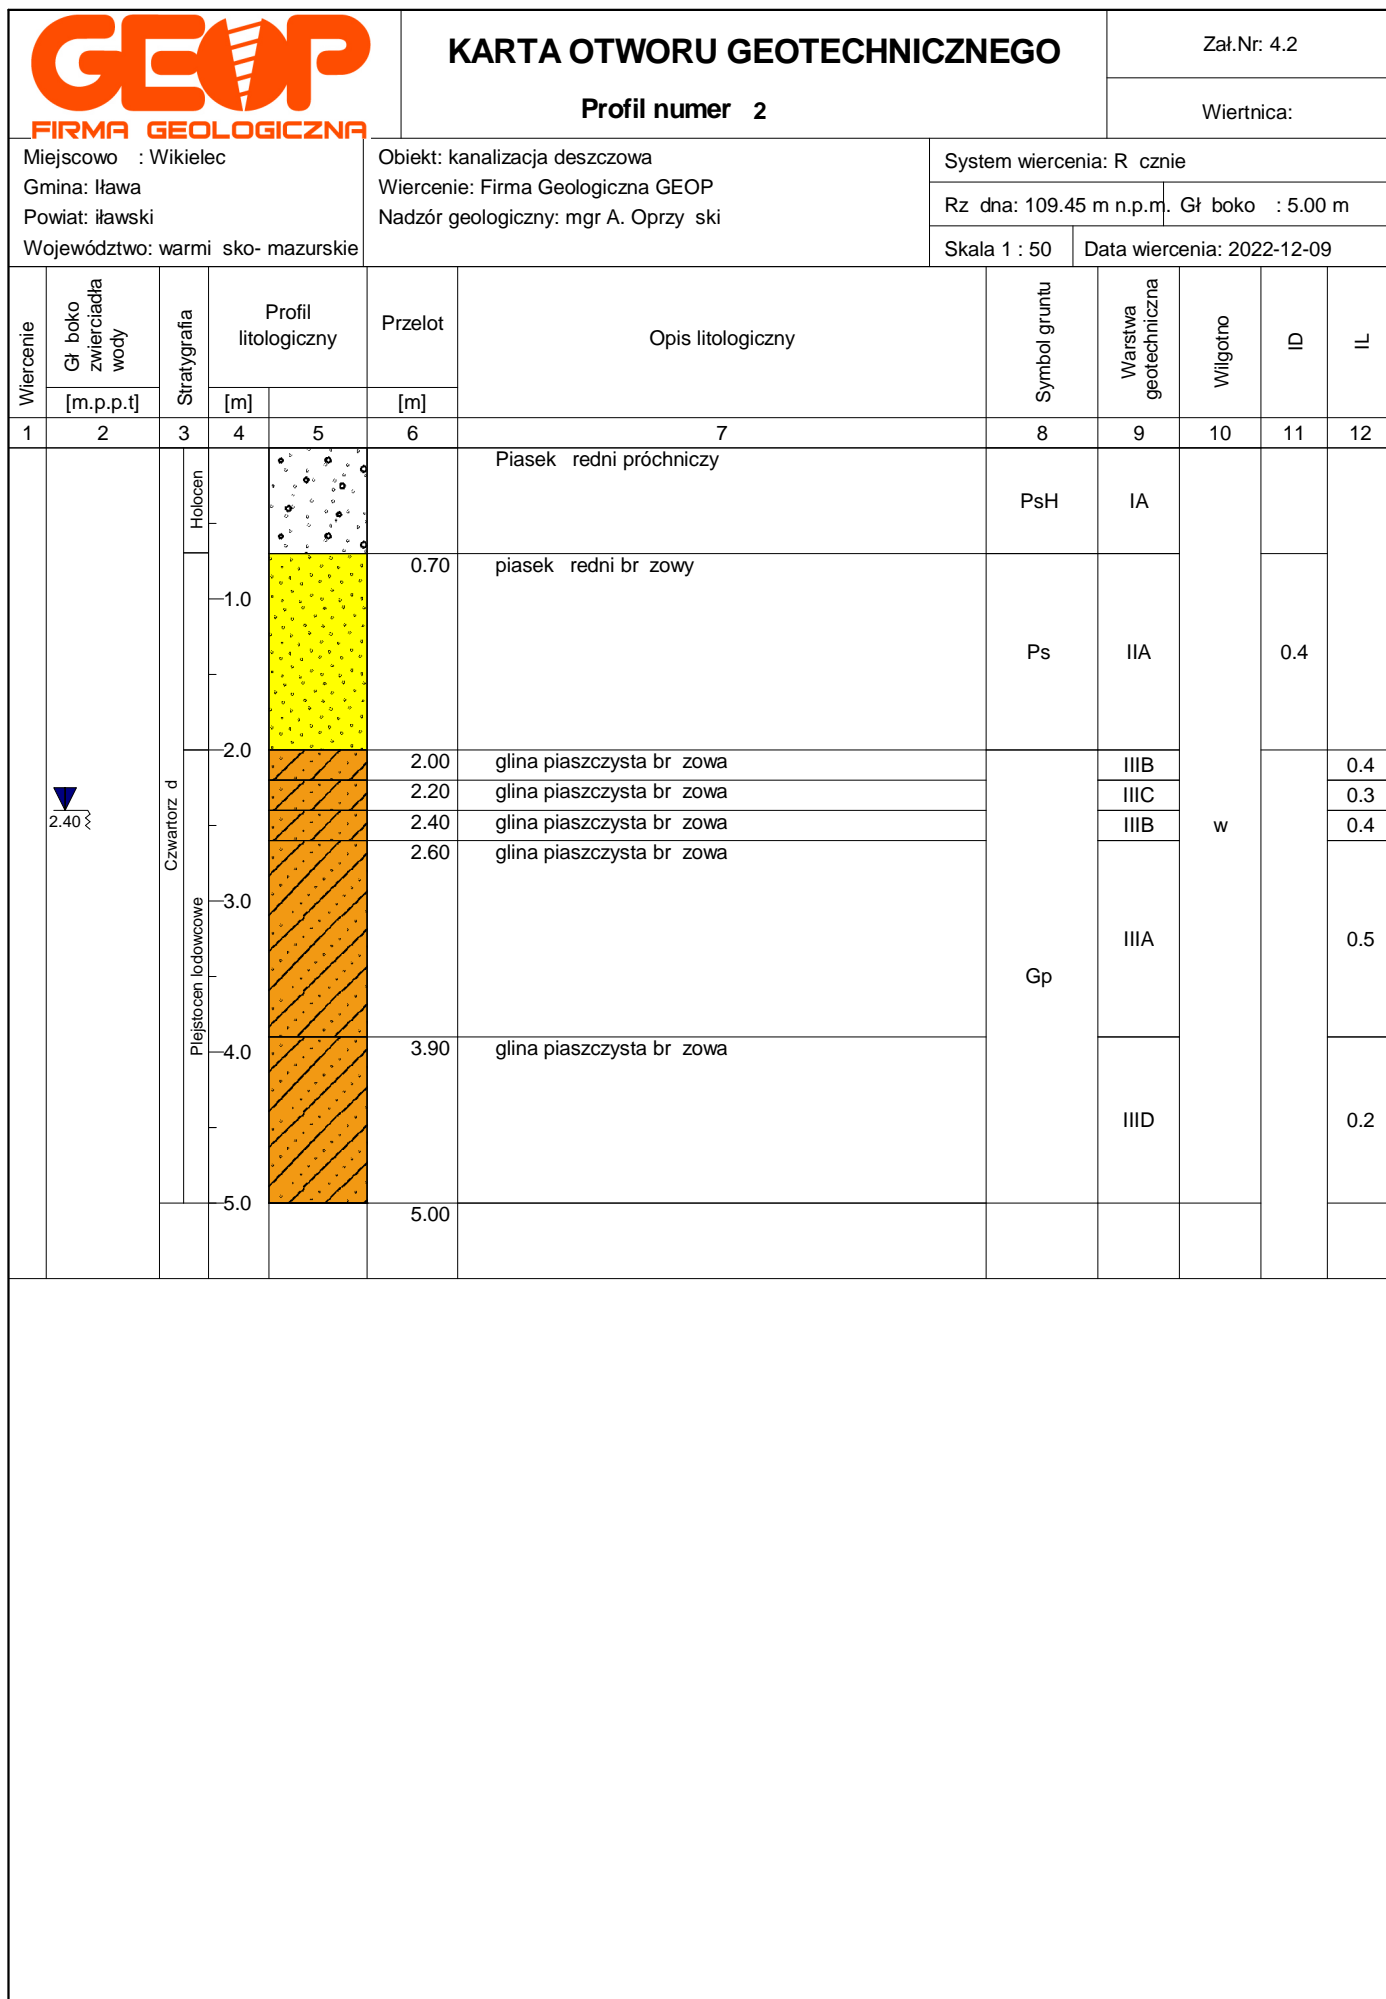 GEOP
FIRMA GEOLOGICZNA
KARTA OTWORU GEOTECHNICZNEGO
Profil numer 2
Zał.Nr: 4.2
Wiertnica:
Miejscowo : Wikielec
Gmina: Iława
Powiat: iławski
Województwo: warmi sko- mazurskie
Obiekt: kanalizacja deszczowa
Wiercenie: Firma Geologiczna GEOP
Nadzór geologiczny: mgr A. Oprzy ski
System wiercenia: R cznie
Rz dna: 109.45 m n.p.m. Gł boko : 5.00 m
Skala 1 : 50 Data wiercenia: 2022-12-09
Wiercenie
Gł boko
zwierciadła
wody
[m.p.p.t]
Stratygrafia
Profil
litologiczny
[m]
Przelot
[m]
Opis litologiczny
Symbol gruntu
Warstwa
geotechniczna
Wilgotno
ID
IL
1 2 3 4 5 6 7 8 9 10 11 12
Holocen
Piasek redni próchniczy
PsH IA
0.70 piasek redni br zowy
1.0
Ps IIA 0.4
2.0
2.00 glina piaszczysta br zowa IIIB 0.4
2.20 glina piaszczysta br zowa IIIC 0.3
2.40
2.40 glina piaszczysta br zowa IIIB w 0.4
Czwartorz d
2.60 glina piaszczysta br zowa
3.0
Plejstocen lodowcowe
IIIA 0.5
Gp
4.0
3.90 glina piaszczysta br zowa
IIID 0.2
5.0
5.00